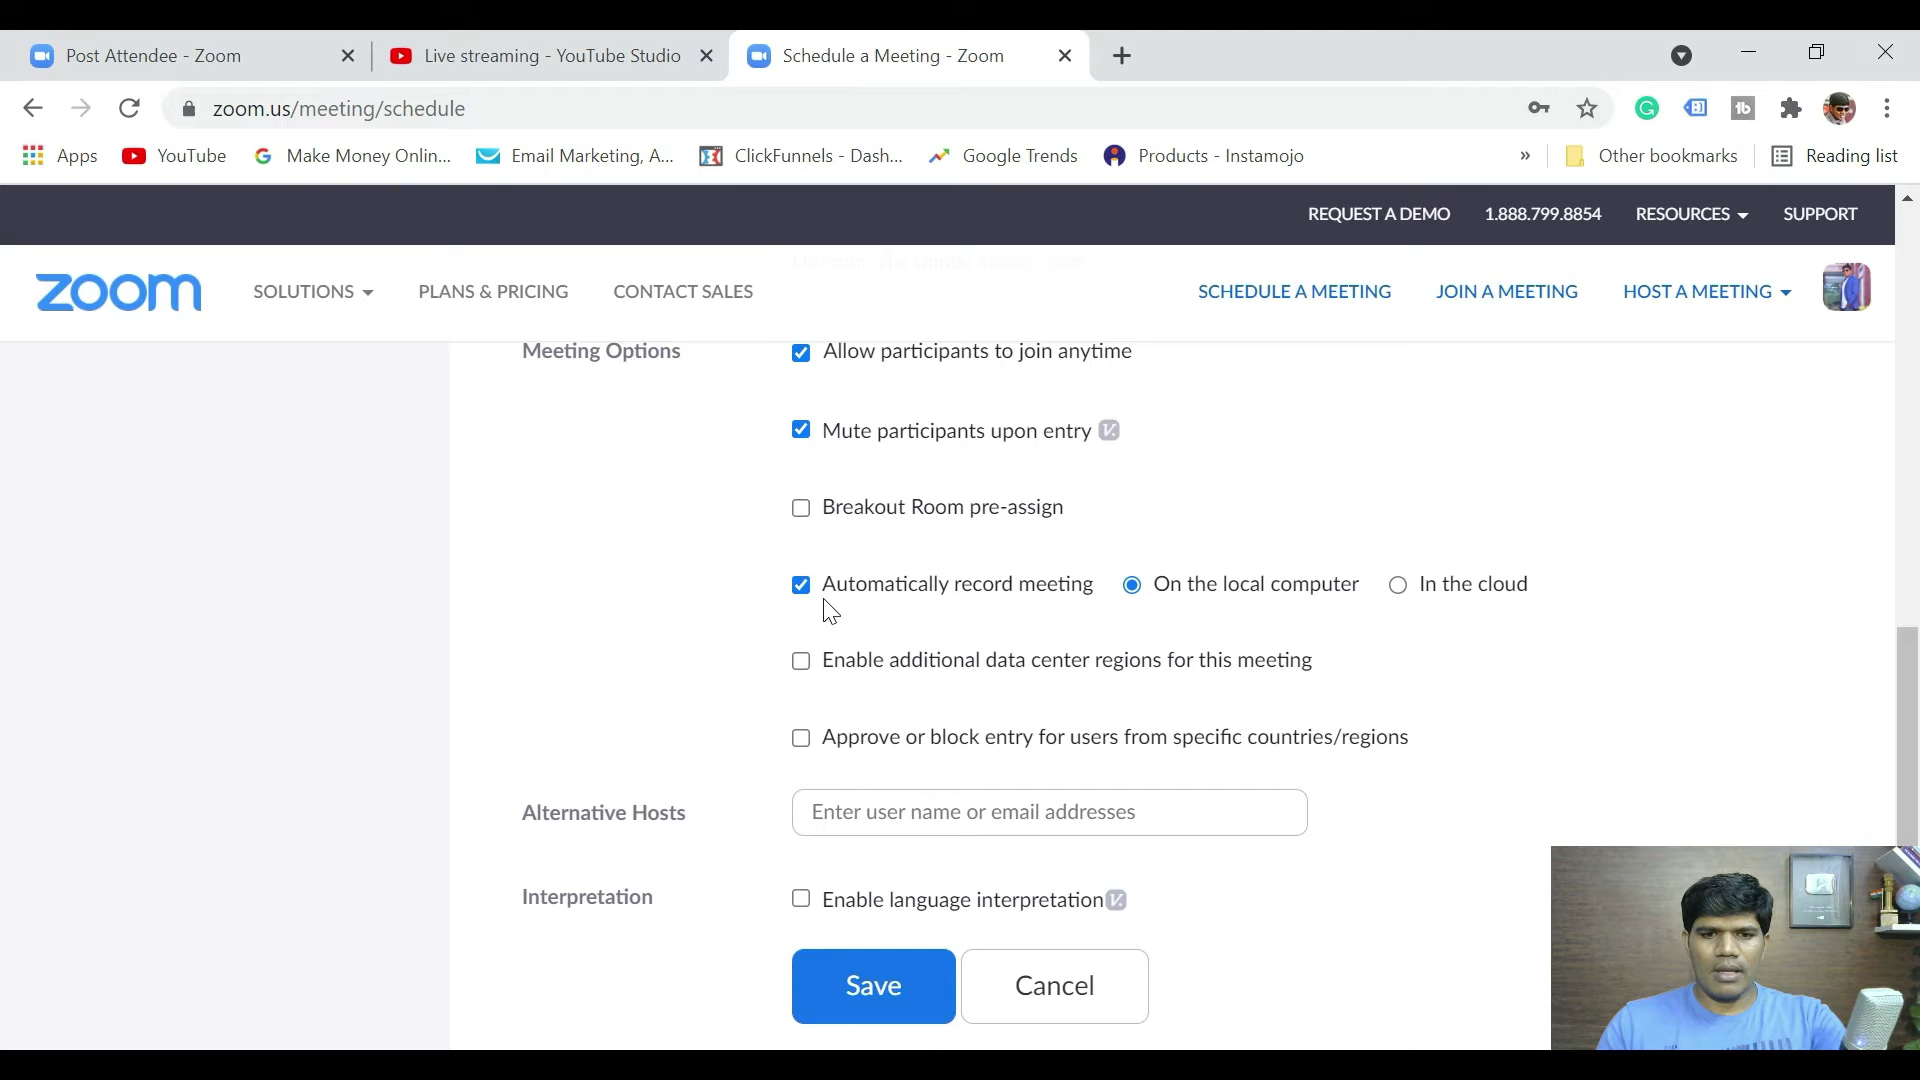 Post Attendee - Zoom
Live streaming - YouTube Studio
Schedule a Meeting - Zoom
zoom.us/meeting/schedule
Apps
YouTube
Make Money Onlin...
Email Marketing, A...
ClickFunnels - Dash...
Google Trends
Products - Instamojo
»
Other bookmarks
Reading list
REQUEST A DEMO
1.888.799.8854
RESOURCES
SUPPORT
zoom
SOLUTIONS
PLANS & PRICING
CONTACT SALES
SCHEDULE A MEETING
JOIN A MEETING
HOST A MEETING
Meeting Options
Allow participants to join anytime
Mute participants upon entry
Breakout Room pre-assign
Automatically record meeting
On the local computer
In the cloud
Enable additional data center regions for this meeting
Approve or block entry for users from specific countries/regions
Alternative Hosts
Enter user name or email addresses
Interpretation
Enable language interpretation
Save
Cancel